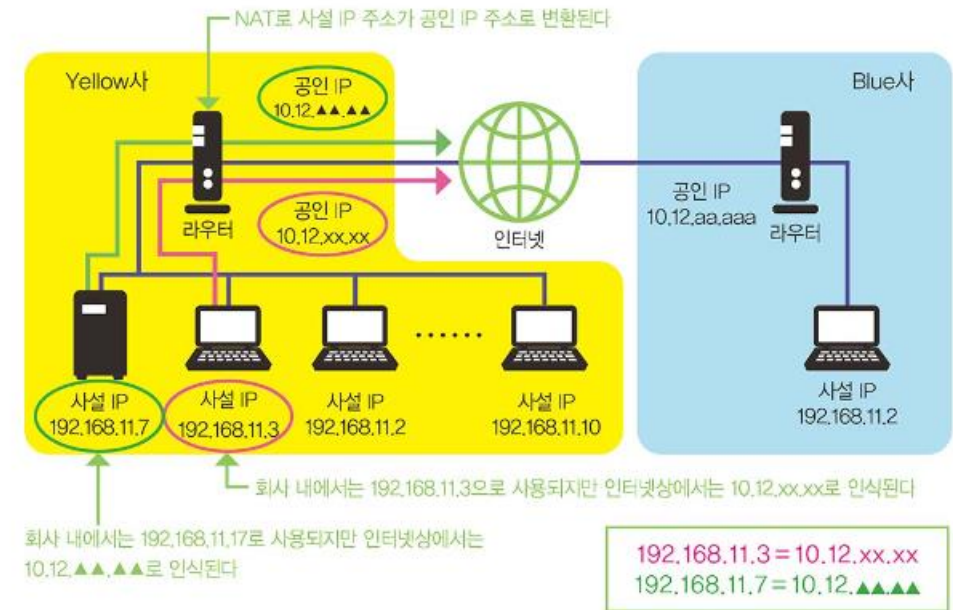 NAT로 사설 IP 주소가 공인 IP 주소로 변환된다
Yellow사
공인 IP
10.12.▲▲.▲▲
Blue사
라우터
공인 IP
10.12.xx.xx
인터넷
공인 IP
10.12.aa.aaa
라우터
······
사설 IP
192.168.11.7
사설 IP
192.168.11.3
사설 IP
192.168.11.2
사설 IP
192.168.11.10
사설 IP
192.168.11.2
회사 내에서는 192.168.11.3으로 사용되지만 인터넷상에서는 10.12.xx.xx로 인식된다
회사 내에서는 192.168.11.17로 사용되지만 인터넷상에서는
10.12.▲▲.▲▲로 인식된다
192.168.11.3=10.12.xx.xx
192.168.11.7=10.12.▲▲.▲▲